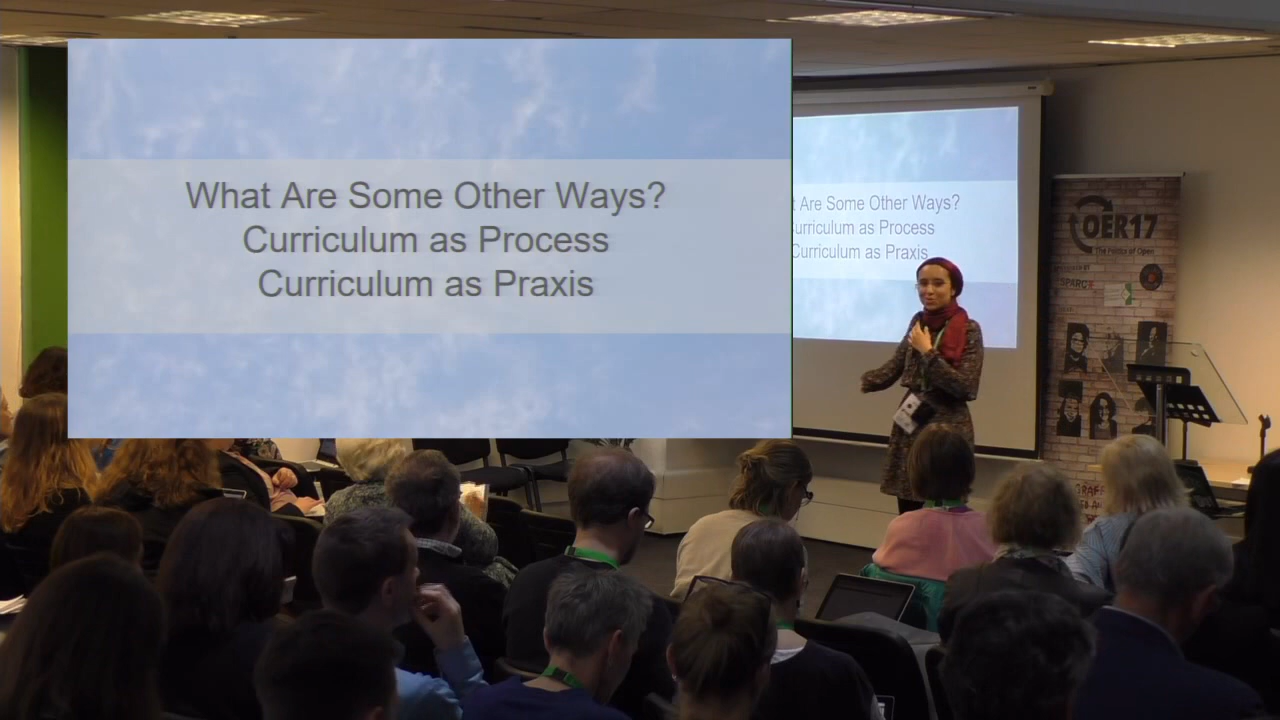 What Are Some Other Ways?
Curriculum as Process
Curriculum as Praxis
Are Some Other Ways?
Curriculum as Process
Curriculum as Praxis
OER17
The Politics of Open
SPARC